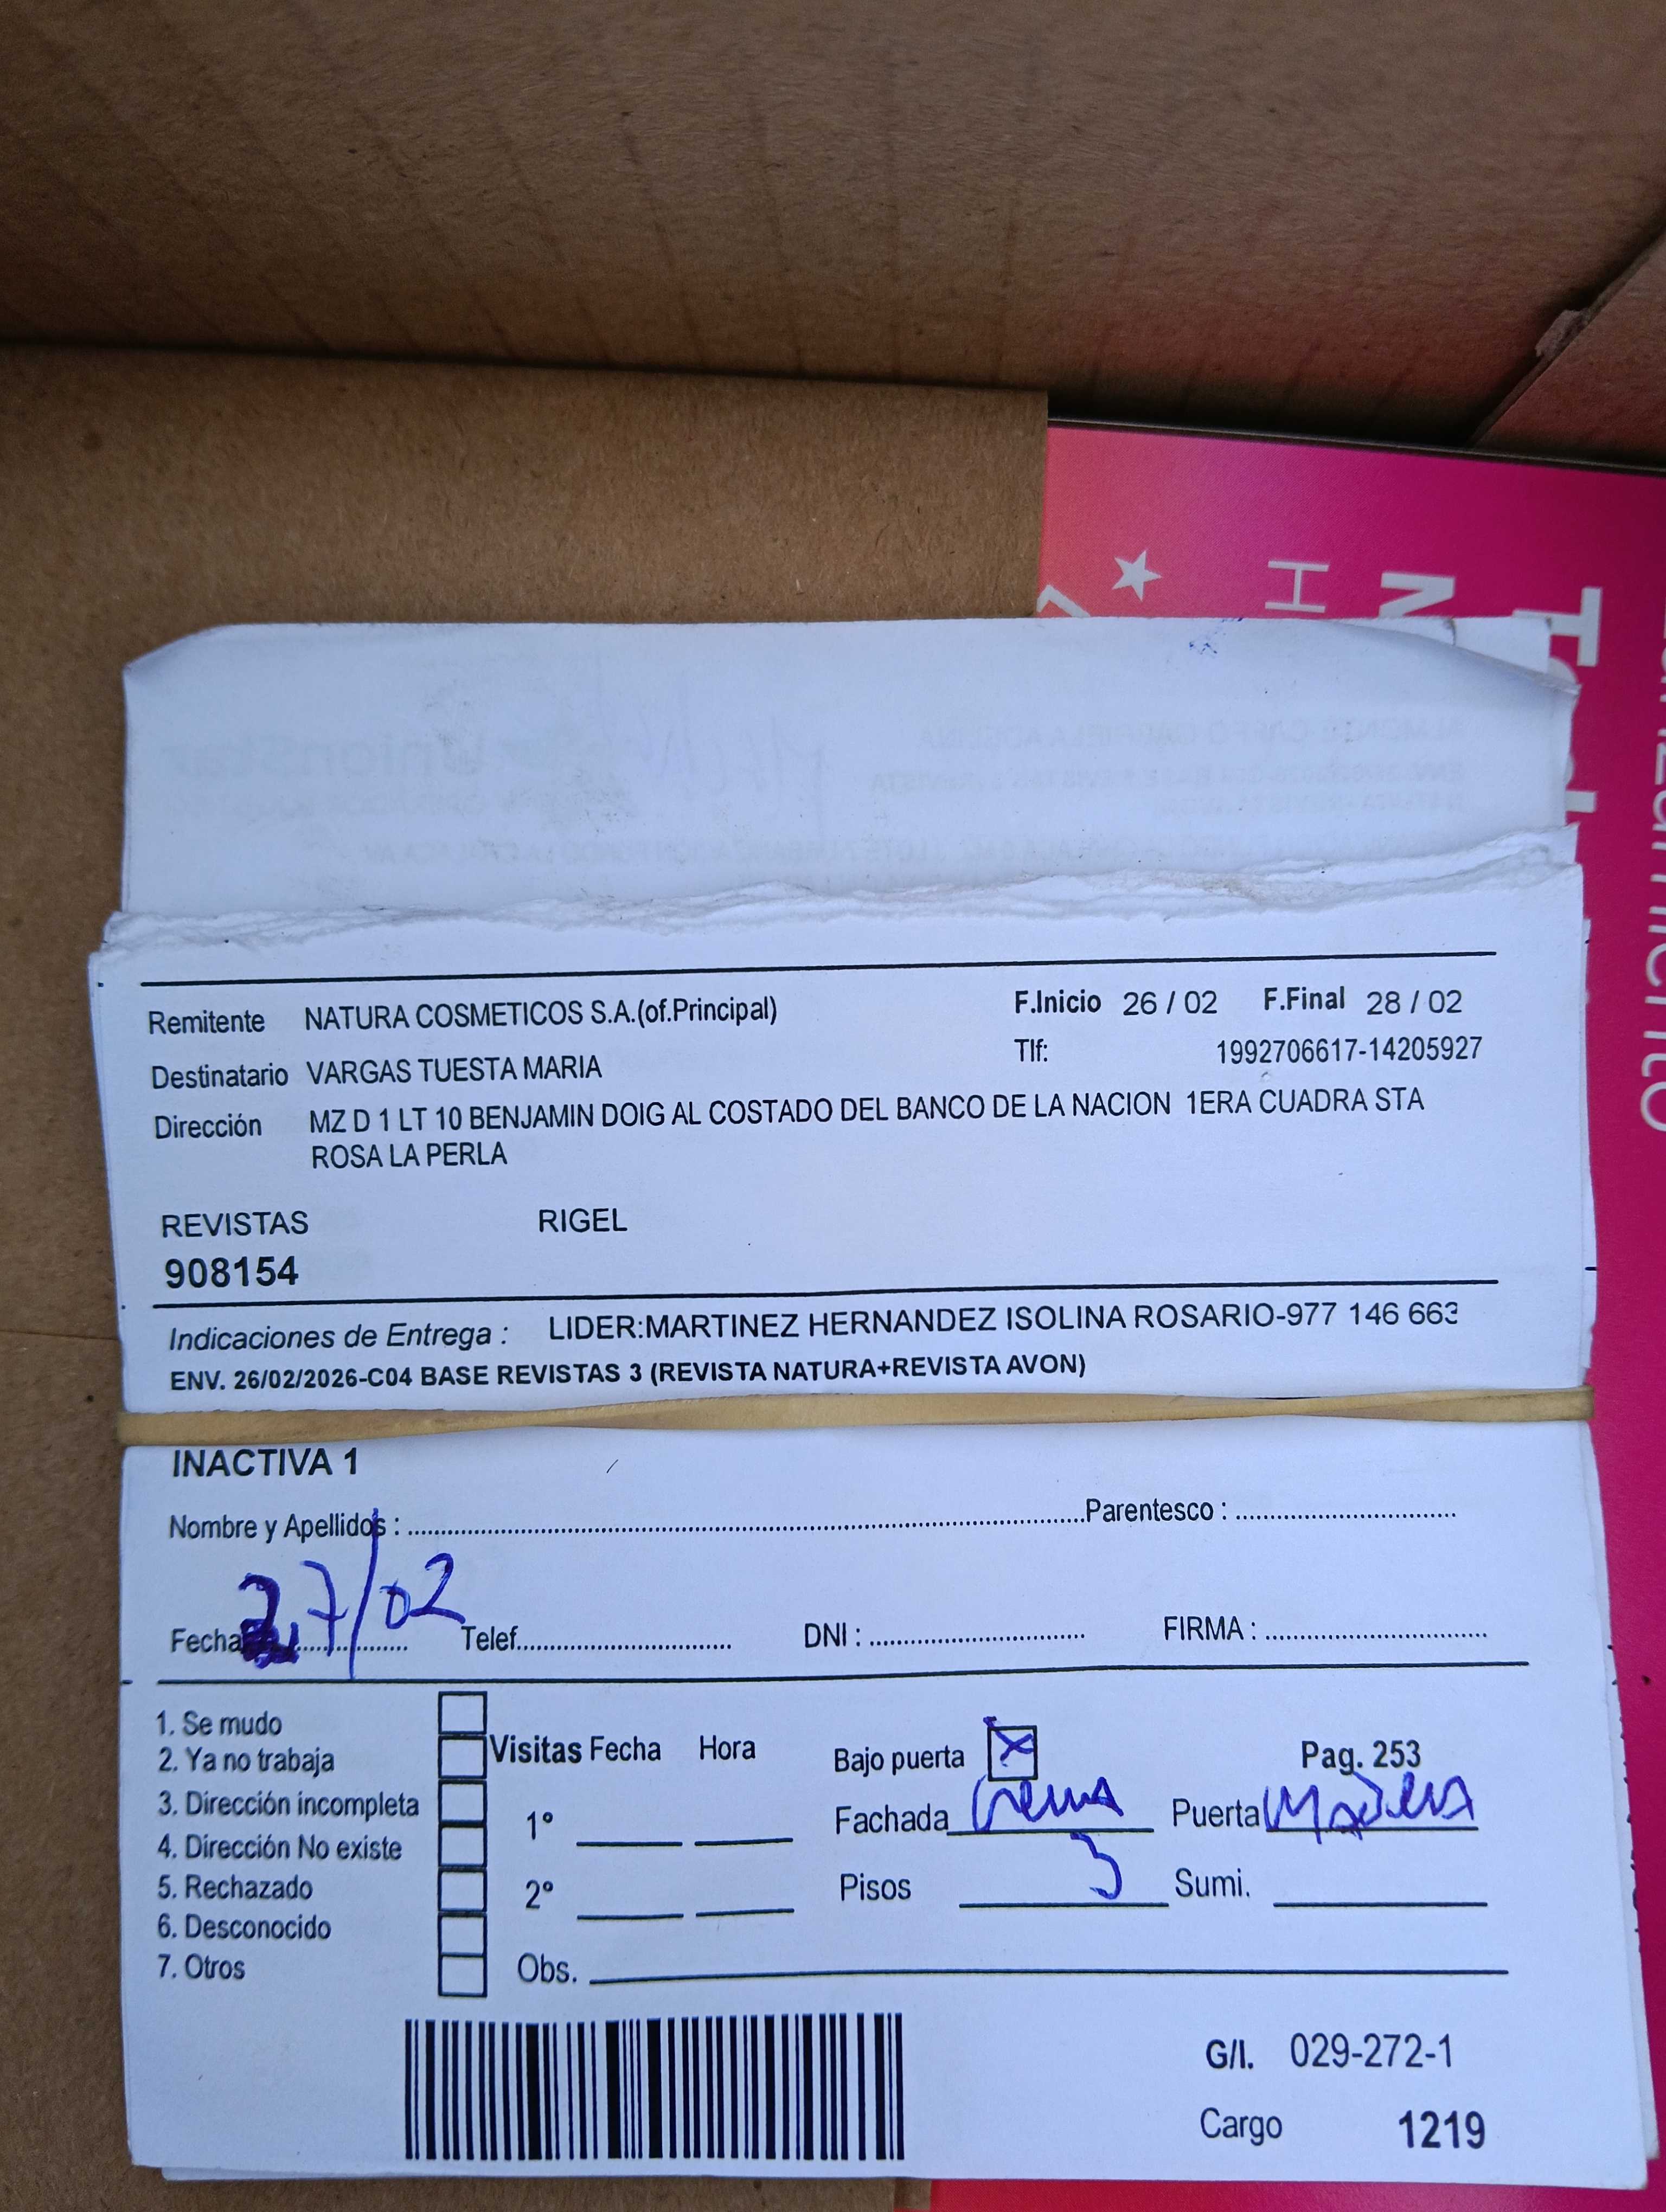 Remitente NATURA COSMETICOS S.A.(of.Principal) F.Inicio 26 / 02 F.Final 28 / 02
Destinatario VARGAS TUESTA MARIA Tlf: 1992706617-14205927
Dirección MZ D 1 LT 10 BENJAMIN DOIG AL COSTADO DEL BANCO DE LA NACION 1ERA CUADRA STA
ROSA LA PERLA
REVISTAS RIGEL
908154
Indicaciones de Entrega : LIDER:MARTINEZ HERNANDEZ ISOLINA ROSARIO-977 146 663
ENV. 26/02/2026-C04 BASE REVISTAS 3 (REVISTA NATURA+REVISTA AVON)
INACTIVA 1
Nombre y Apellidos : Parentesco :
Fecha 27/02 Telef. DNI : FIRMA :
1. Se mudo
2. Ya no trabaja Visitas Fecha Hora Bajo puerta X Pag. 253
3. Dirección incompleta 1° Fachada Crema Puerta Madera
4. Dirección No existe
5. Rechazado 2° Pisos 3 Sumi.
6. Desconocido
7. Otros Obs.
G/I. 029-272-1
Cargo 1219